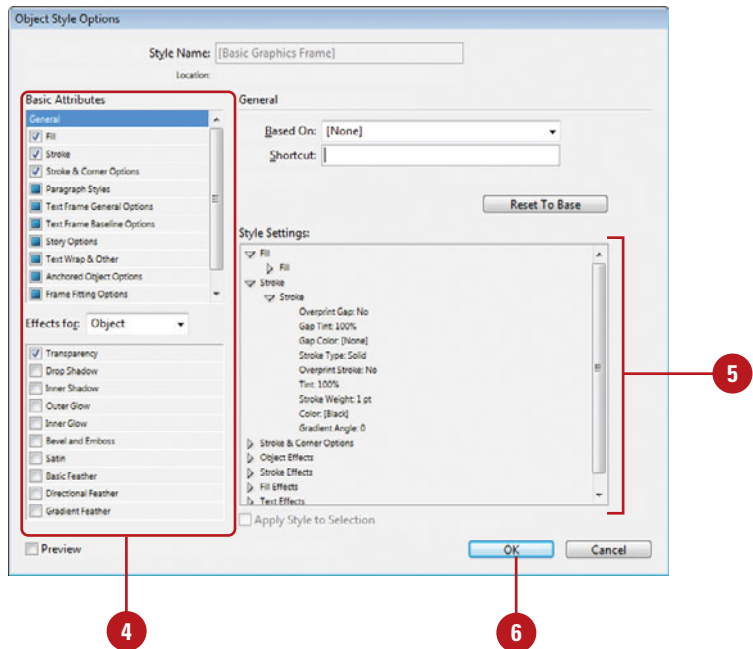 Object Style Options
Style Name: [Basic Graphics Frame]
Location:
Basic Attributes
General
Fill
Stroke
Stroke & Corner Options
Paragraph Styles
Text Frame General Options
Text Frame Baseline Options
Story Options
Text Wrap & Other
Anchored Object Options
Frame Fitting Options
Effects for: Object
Transparency
Drop Shadow
Inner Shadow
Outer Glow
Inner Glow
Bevel and Emboss
Satin
Basic Feather
Directional Feather
Gradient Feather
Preview
General
Based On: [None]
Shortcut:
Reset To Base
Style Settings:
Fill
Fill
Stroke
Stroke
Overprint Gap: No
Gap Tint: 100%
Gap Color: [None]
Stroke Type: Solid
Overprint Stroke: No
Tint: 100%
Stroke Weight: 1 pt
Color: [Black]
Gradient Angle: 0
Stroke & Corner Options
Object Effects
Stroke Effects
Fill Effects
Text Effects
Apply Style to Selection
OK
Cancel
5
4
6